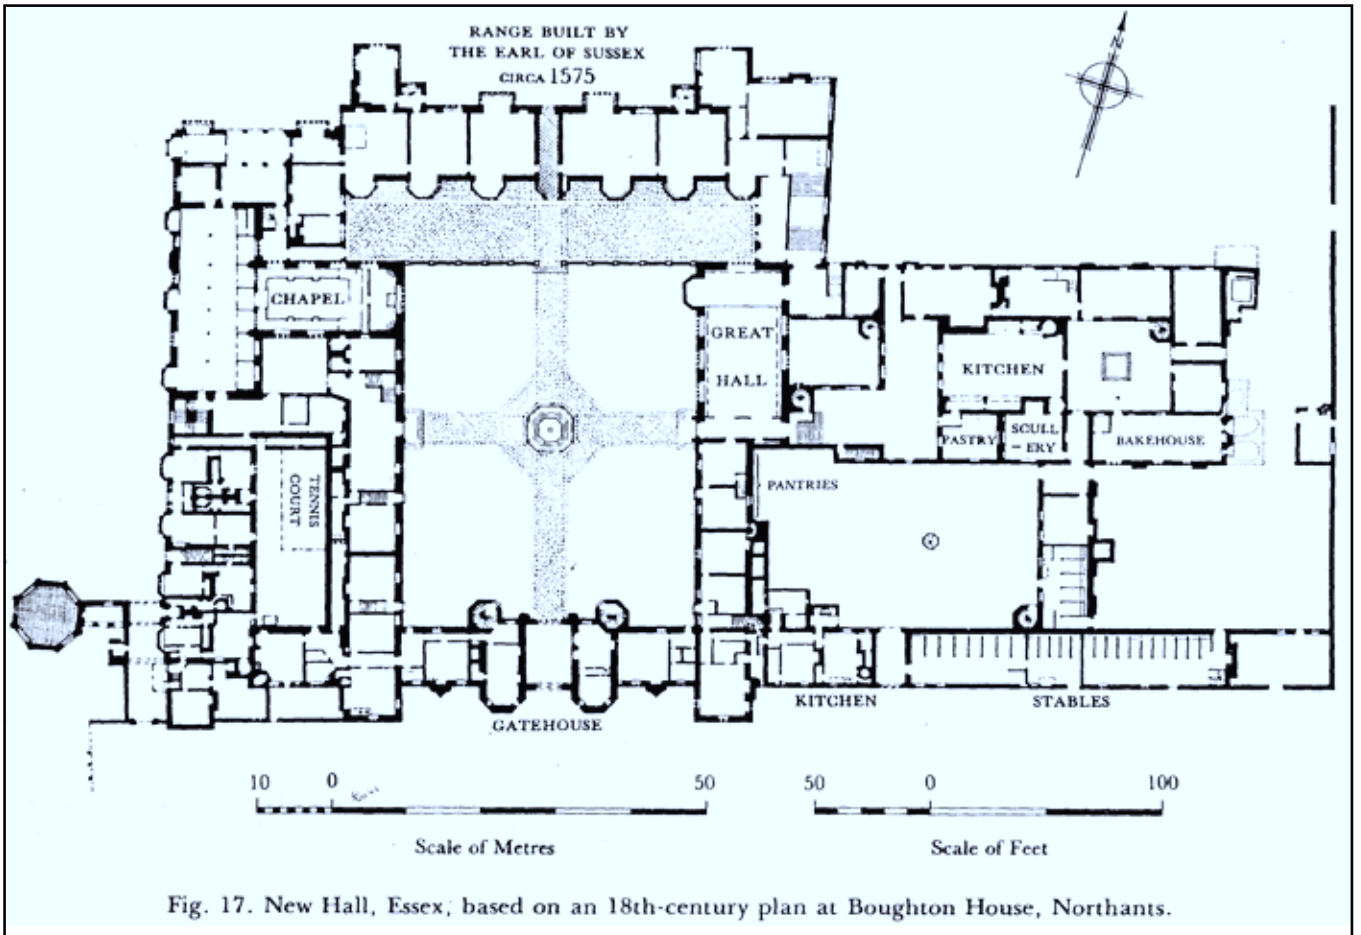 RANGE BUILT BY
THE EARL OF SUSSEX
CIRCA 1575
N
CHAPEL
GREAT
HALL
KITCHEN
PASTRY
SCULL
-ERY
BAKEHOUSE
TENNIS
COURT
PANTRIES
KITCHEN
STABLES
GATEHOUSE
10 0 50
Scale of Metres
50 0 100
Scale of Feet
Fig. 17. New Hall, Essex, based on an 18th-century plan at Boughton House, Northants.